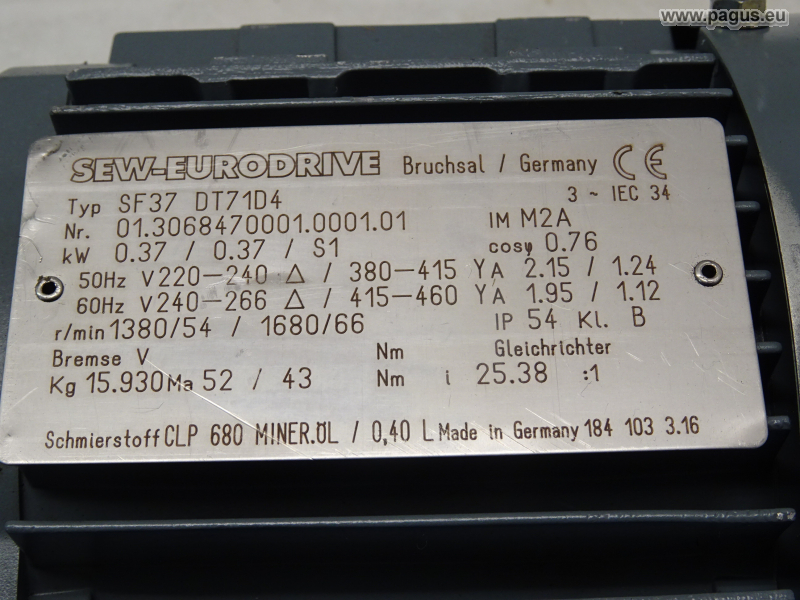 www.pagus.eu
SEW-EURODRIVE Bruchsal / Germany CE
Typ SF37 DT71D4 3 ~ IEC 34
Nr. 01.3068470001.0001.01 IM M2A
kW 0.37 / 0.37 / S1 cosφ 0.76
50Hz V 220-240 Δ / 380-415 Y A 2.15 / 1.24
60Hz V 240-266 Δ / 415-460 Y A 1.95 / 1.12
r/min 1380/54 / 1680/66 IP 54 Kl. B
Bremse V Nm Gleichrichter
Kg 15.930 Ma 52 / 43 Nm i 25.38 :1
Schmierstoff CLP 680 MINER.ÖL / 0,40 L Made in Germany 184 103 3.16